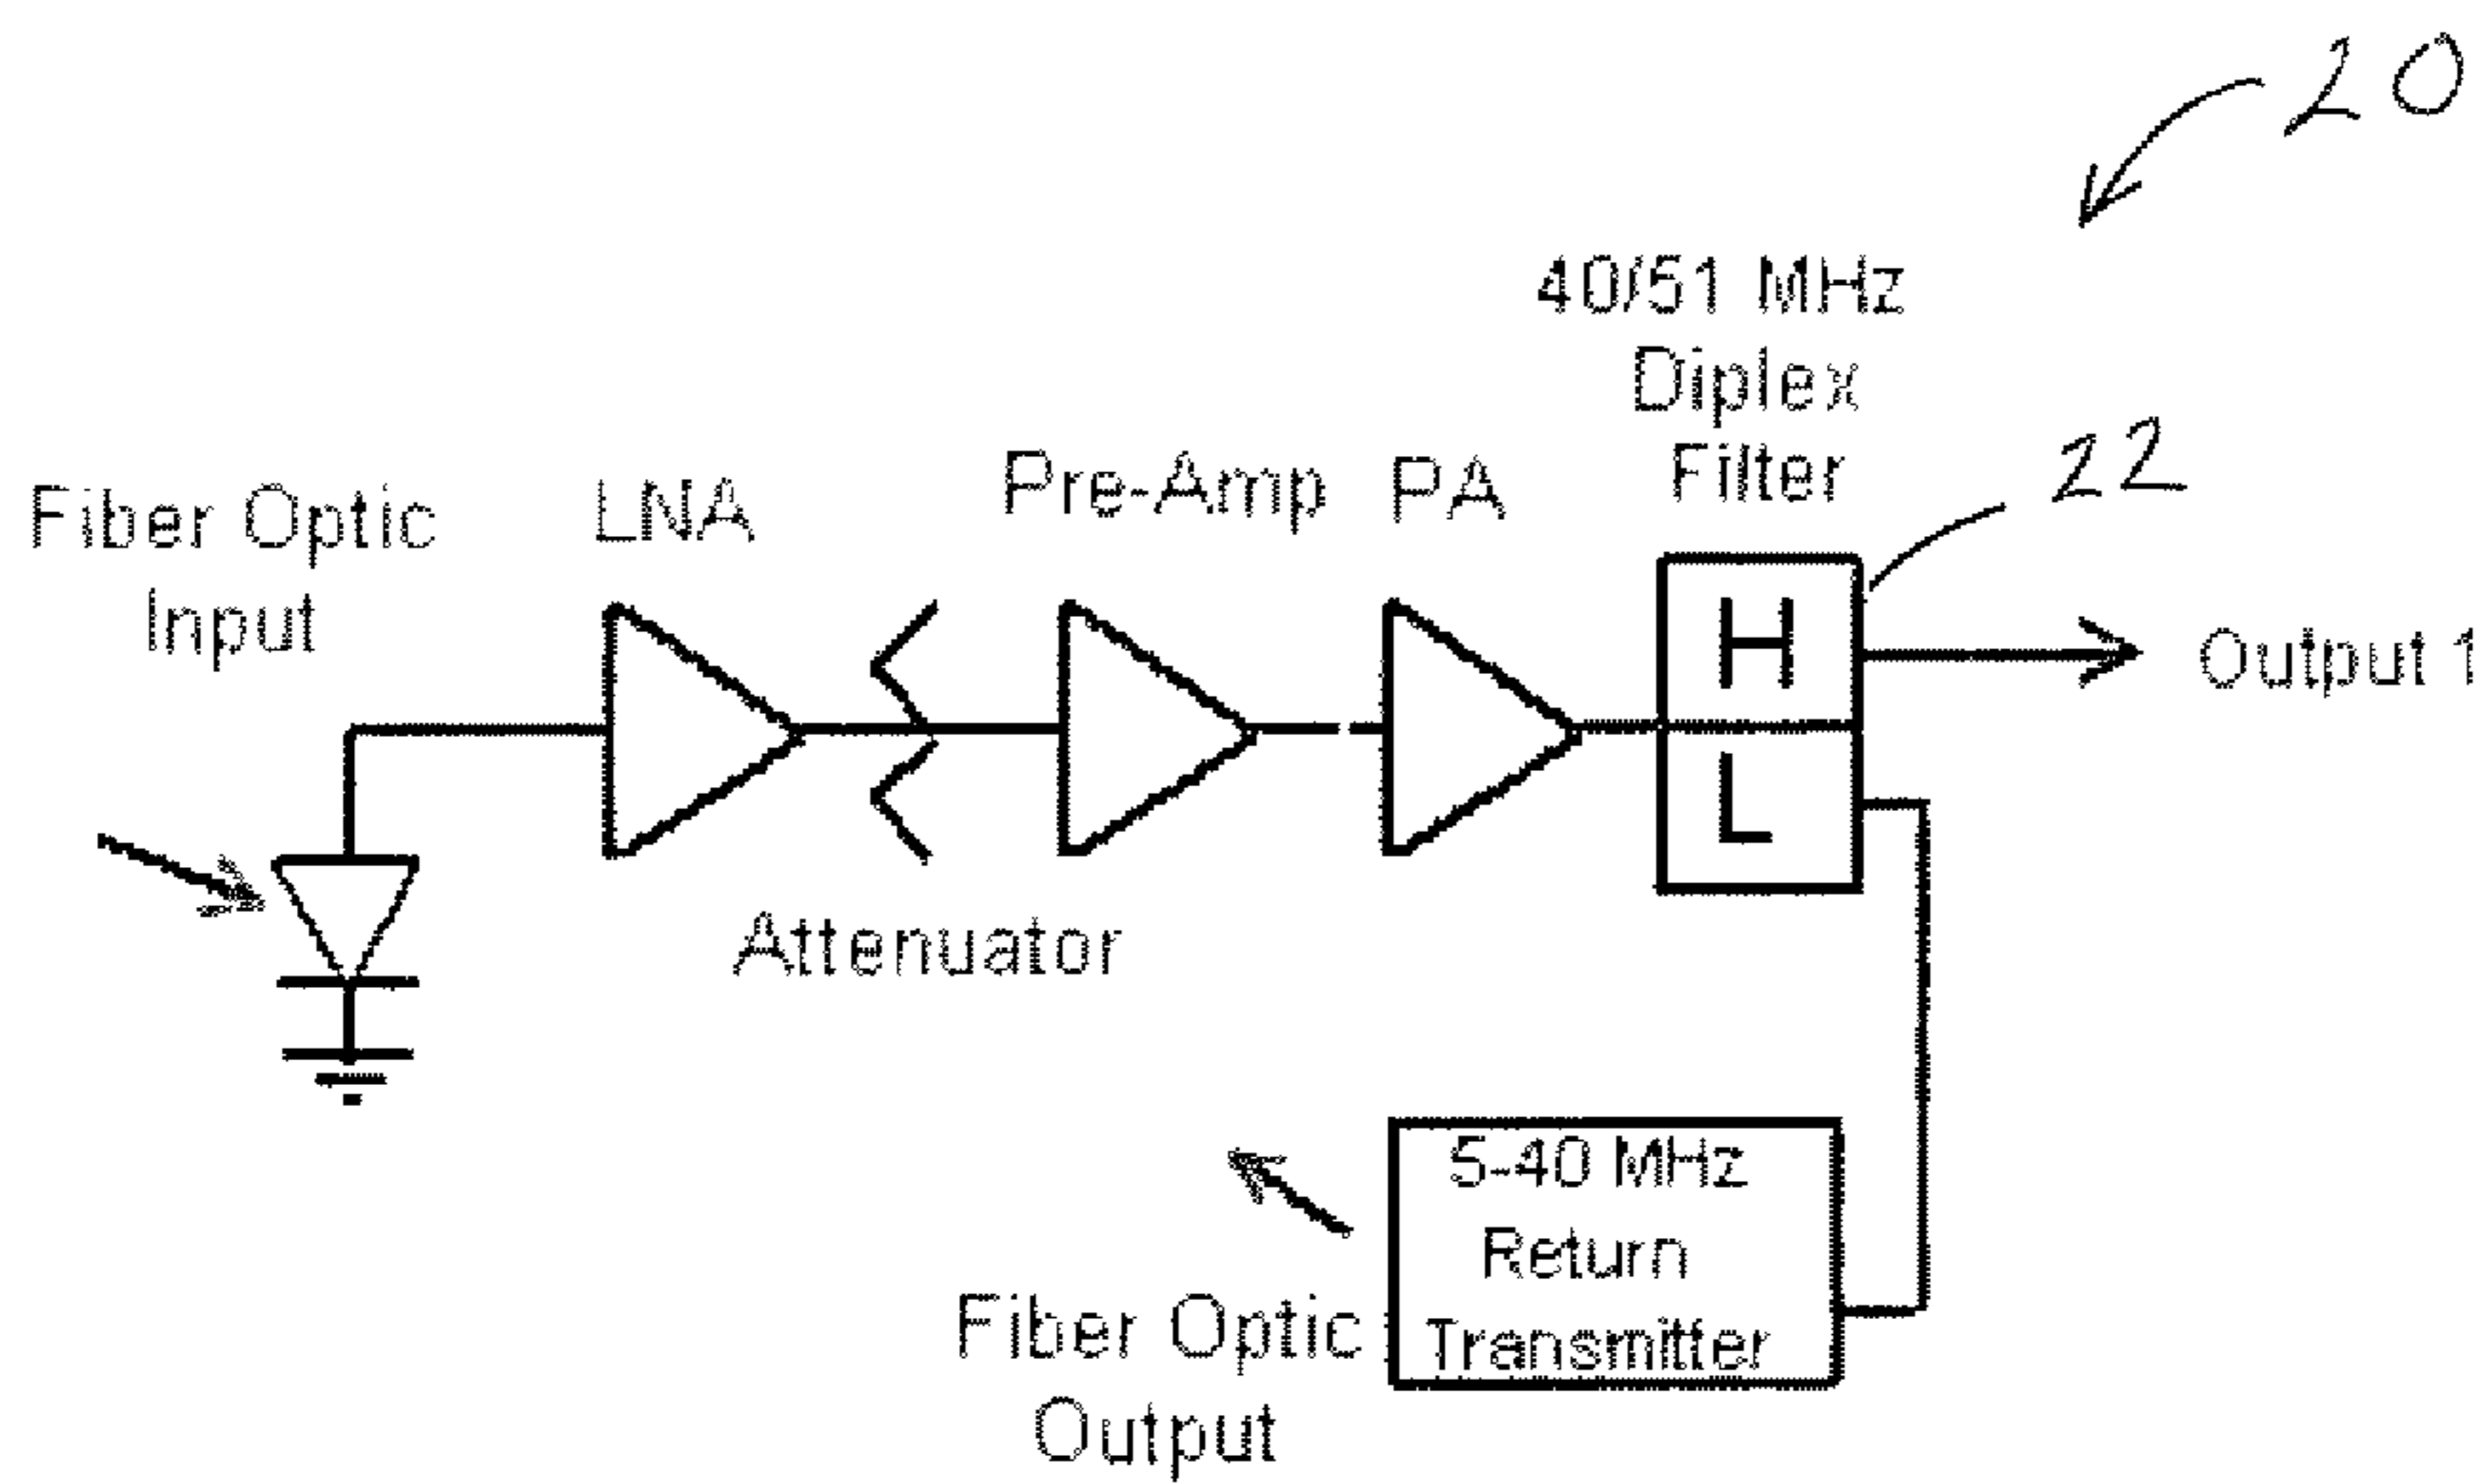 20
40/51 MHz
Diplex
Filter
22
Fiber Optic
Input
LNA
Pre-Amp
PA
H
Output 1
L
Attenuator
5-40 MHz
Return
Transmitter
Fiber Optic
Output